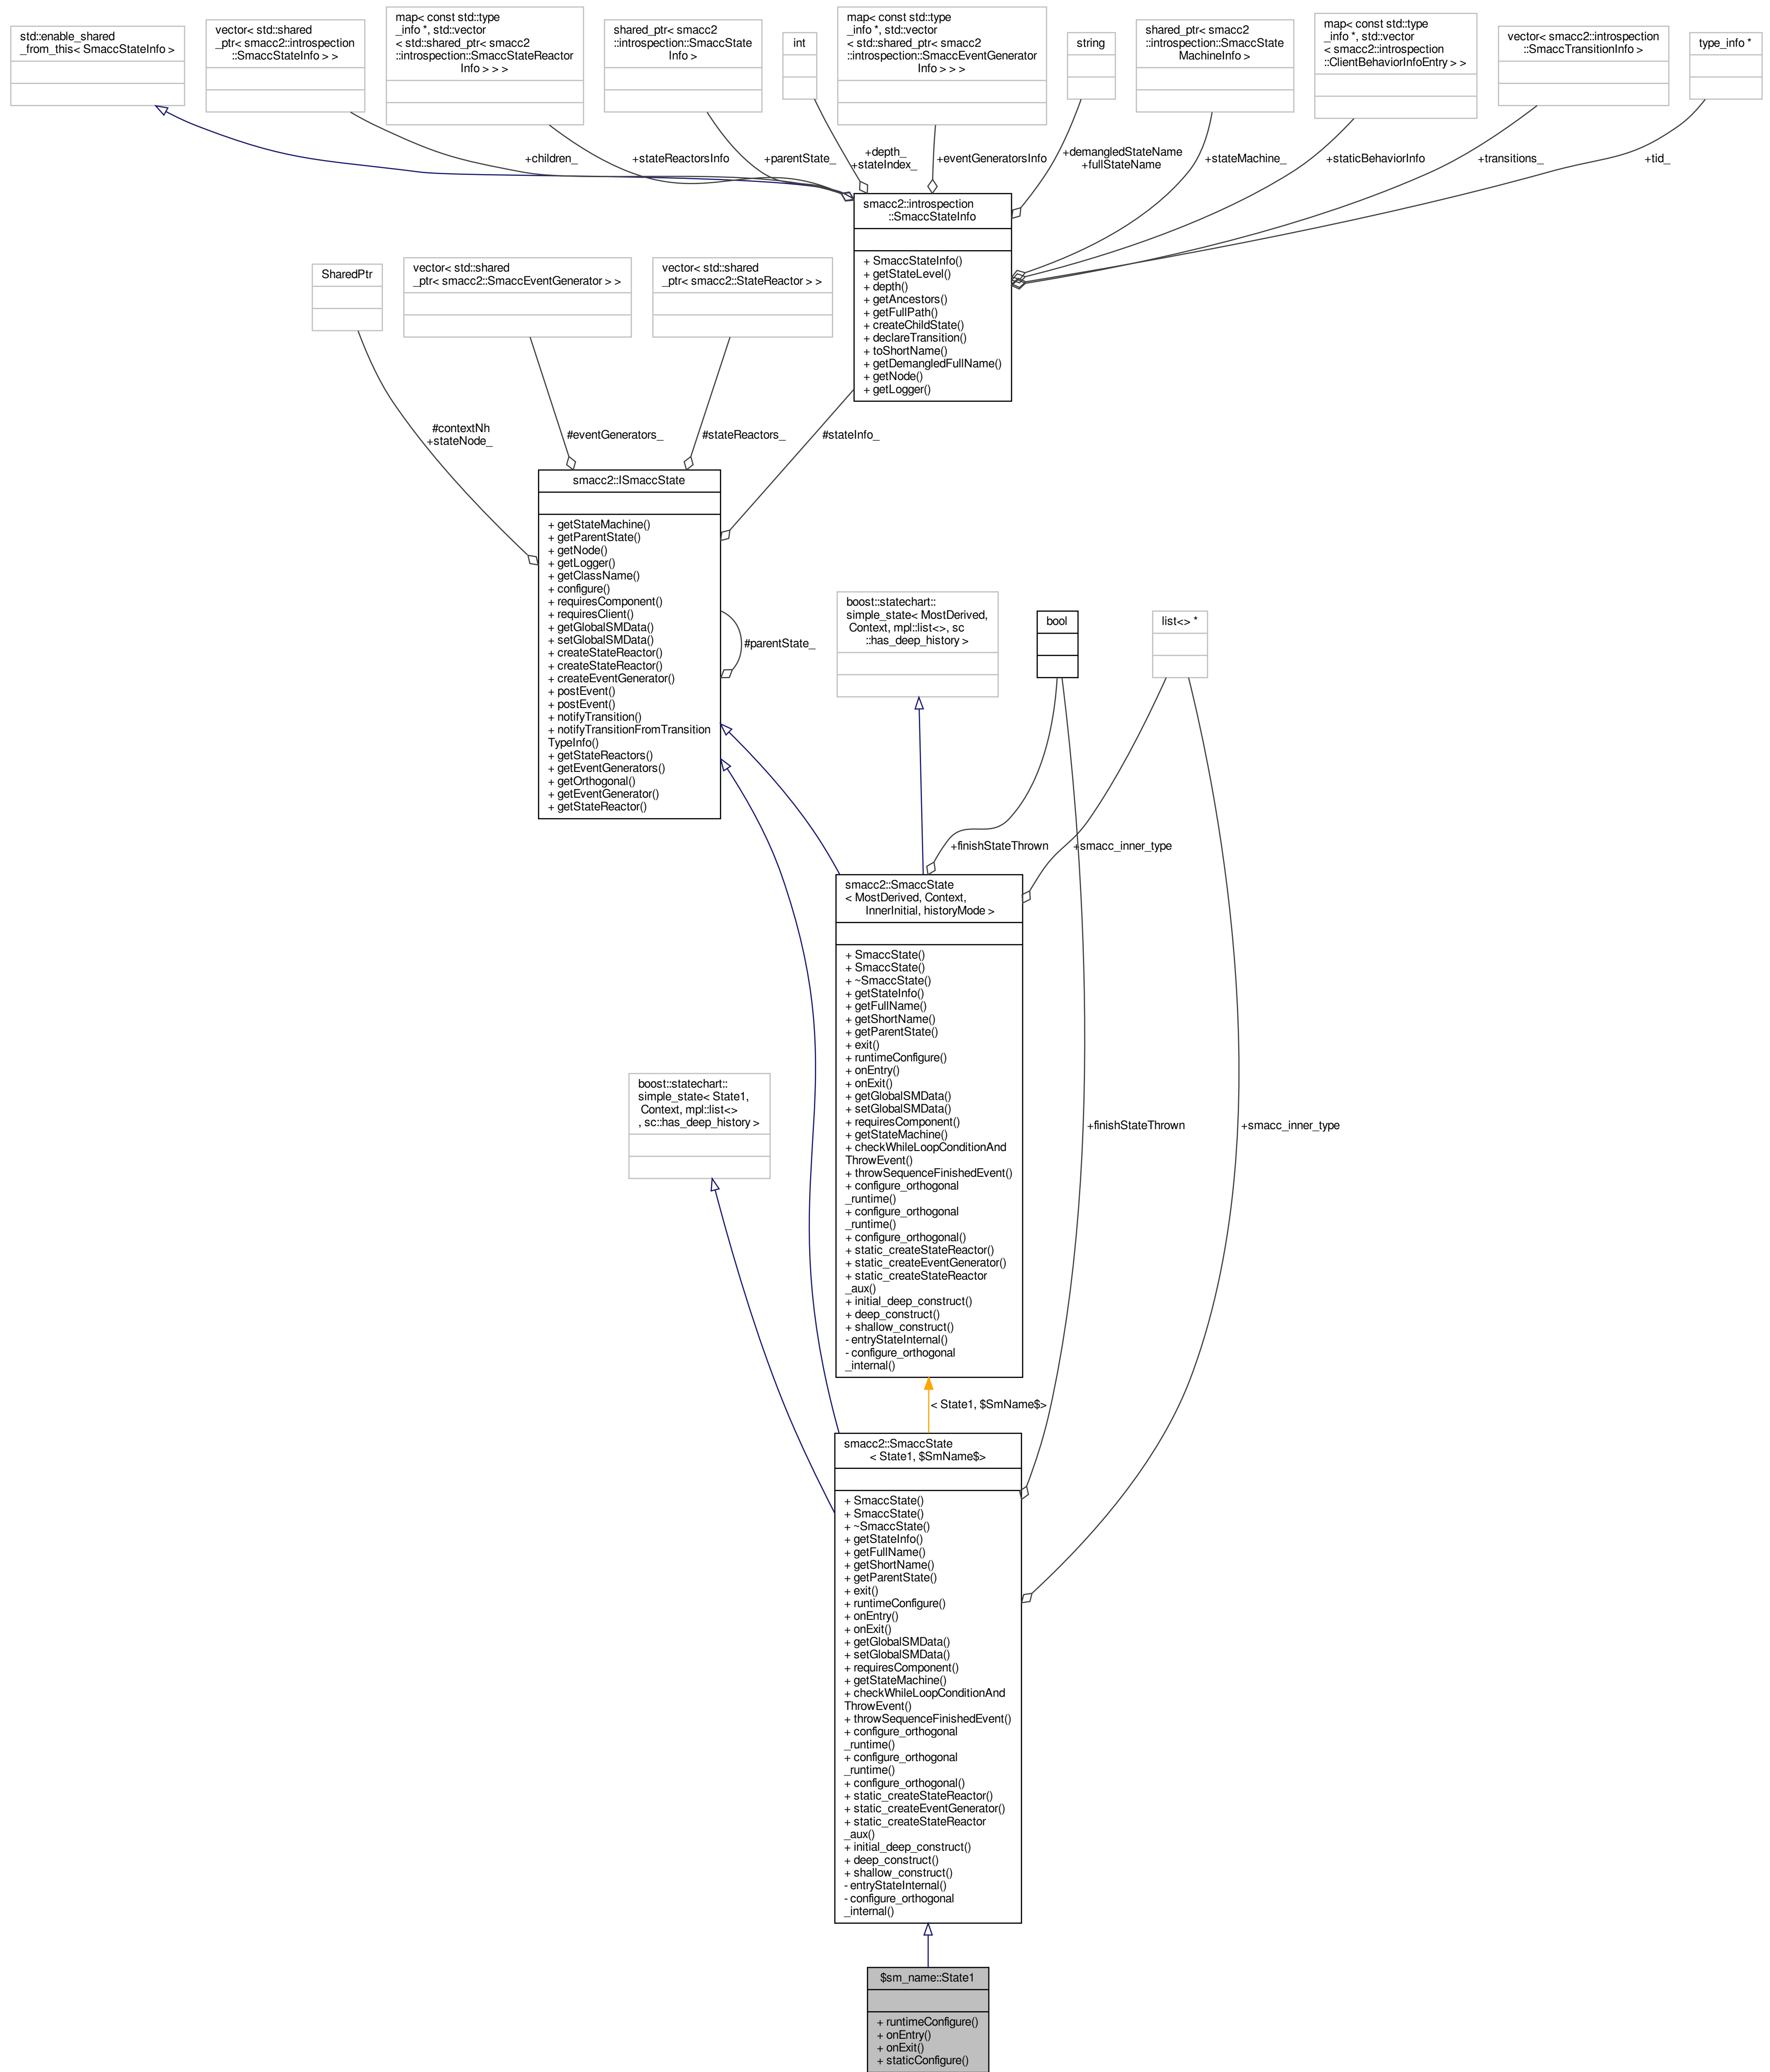 std::enable_shared
_from_this< SmaccStateInfo >
vector< std::shared
_ptr< smacc2::introspection
::SmaccStateInfo > >
map< const std::type
_info *, std::vector
< std::shared_ptr< smacc2
::introspection::SmaccStateReactor
Info > > >
shared_ptr< smacc2
::introspection::SmaccState
Info >
int
map< const std::type
_info *, std::vector
< std::shared_ptr< smacc2
::introspection::SmaccEventGenerator
Info > > >
string
shared_ptr< smacc2
::introspection::SmaccState
MachineInfo >
map< const std::type
_info *, std::vector
< smacc2::introspection
::ClientBehaviorInfoEntry > >
vector< smacc2::introspection
::SmaccTransitionInfo >
type_info *
+children_
+stateReactorsInfo
+parentState_
+depth_
+stateIndex_
+eventGeneratorsInfo
+demangledStateName
+fullStateName
+stateMachine_
+staticBehaviorInfo
+transitions_
+tid_
smacc2::introspection
::SmaccStateInfo
+ SmaccStateInfo()
+ getStateLevel()
+ depth()
+ getAncestors()
+ getFullPath()
+ createChildState()
+ declareTransition()
+ toShortName()
+ getDemangledFullName()
+ getNode()
+ getLogger()
SharedPtr
vector< std::shared
_ptr< smacc2::SmaccEventGenerator > >
vector< std::shared
_ptr< smacc2::StateReactor > >
#contextNh
+stateNode_
#eventGenerators_
#stateReactors_
#stateInfo_
smacc2::ISmaccState
+ getStateMachine()
+ getParentState()
+ getNode()
+ getLogger()
+ getClassName()
+ configure()
+ requiresComponent()
+ requiresClient()
+ getGlobalSMData()
+ setGlobalSMData()
+ createStateReactor()
+ createStateReactor()
+ createEventGenerator()
+ postEvent()
+ postEvent()
+ notifyTransition()
+ notifyTransitionFromTransition
TypeInfo()
+ getStateReactors()
+ getEventGenerators()
+ getOrthogonal()
+ getEventGenerator()
+ getStateReactor()
#parentState_
boost::statechart::
simple_state< MostDerived,
Context, mpl::list<>, sc
::has_deep_history >
bool
list<> *
+finishStateThrown
+smacc_inner_type
smacc2::SmaccState
< MostDerived, Context,
InnerInitial, historyMode >
+ SmaccState()
+ SmaccState()
+ ~SmaccState()
+ getStateInfo()
+ getFullName()
+ getShortName()
+ getParentState()
+ exit()
+ runtimeConfigure()
+ onEntry()
+ onExit()
+ getGlobalSMData()
+ setGlobalSMData()
+ requiresComponent()
+ getStateMachine()
+ checkWhileLoopConditionAnd
ThrowEvent()
+ throwSequenceFinishedEvent()
+ configure_orthogonal
_runtime()
+ configure_orthogonal
_runtime()
+ configure_orthogonal()
+ static_createStateReactor()
+ static_createEventGenerator()
+ static_createStateReactor
_aux()
+ initial_deep_construct()
+ deep_construct()
+ shallow_construct()
- entryStateInternal()
- configure_orthogonal
_internal()
boost::statechart::
simple_state< State1,
Context, mpl::list<>
, sc::has_deep_history >
+finishStateThrown
+smacc_inner_type
< State1, $SmName$>
smacc2::SmaccState
< State1, $SmName$>
+ SmaccState()
+ SmaccState()
+ ~SmaccState()
+ getStateInfo()
+ getFullName()
+ getShortName()
+ getParentState()
+ exit()
+ runtimeConfigure()
+ onEntry()
+ onExit()
+ getGlobalSMData()
+ setGlobalSMData()
+ requiresComponent()
+ getStateMachine()
+ checkWhileLoopConditionAnd
ThrowEvent()
+ throwSequenceFinishedEvent()
+ configure_orthogonal
_runtime()
+ configure_orthogonal
_runtime()
+ configure_orthogonal()
+ static_createStateReactor()
+ static_createEventGenerator()
+ static_createStateReactor
_aux()
+ initial_deep_construct()
+ deep_construct()
+ shallow_construct()
- entryStateInternal()
- configure_orthogonal
_internal()
$sm_name::State1
+ runtimeConfigure()
+ onEntry()
+ onExit()
+ staticConfigure()